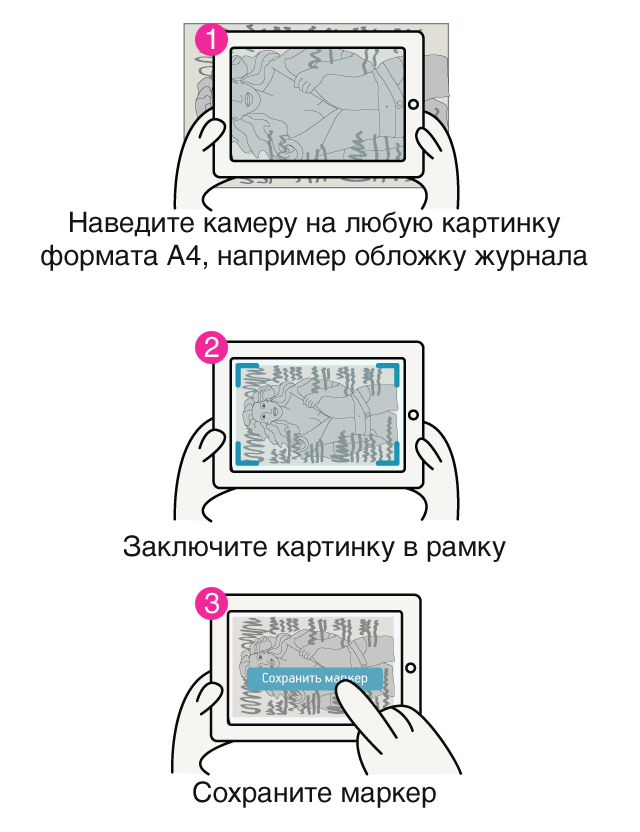 1
Наведите камеру на любую картинку
формата А4, например обложку журнала
2
Заключите картинку в рамку
3
Сохранить маркер
Сохраните маркер